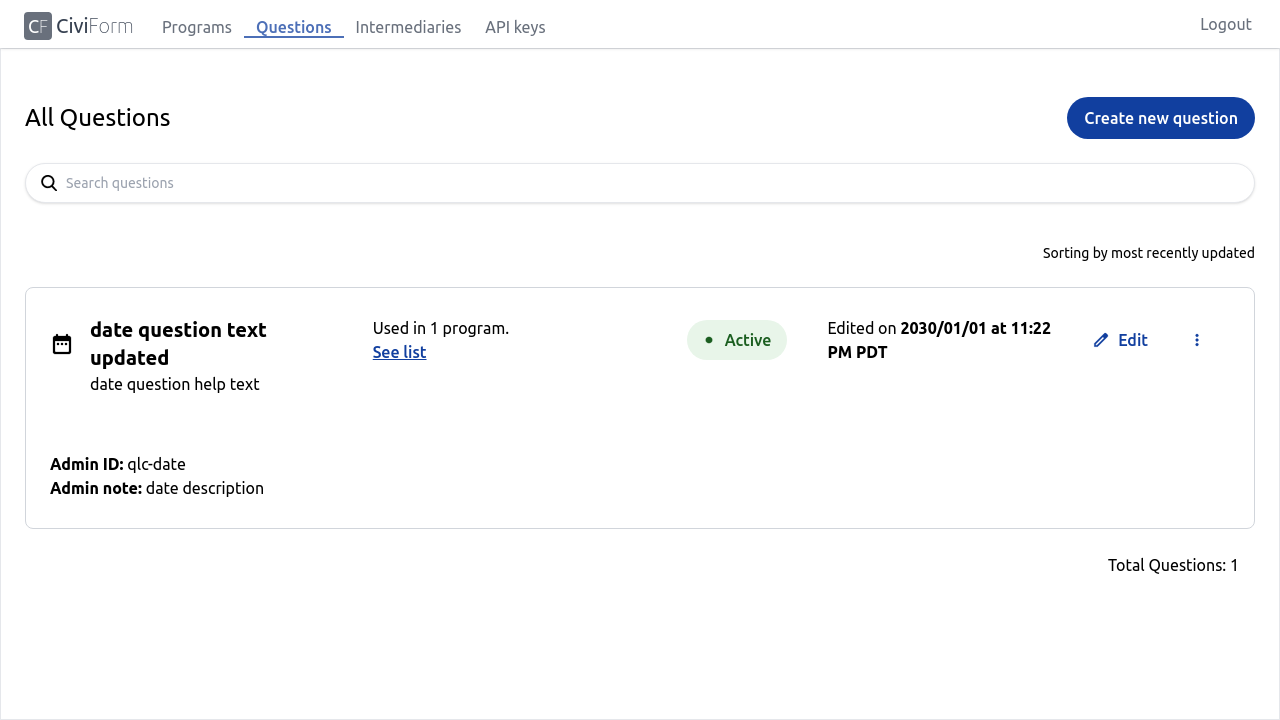 CF CiviForm Programs Questions Intermediaries API keys Logout
All Questions
Create new question
Search questions
Sorting by most recently updated
date question text
updated
date question help text
Used in 1 program.
See list
Active
Edited on 2030/01/01 at 11:22
PM PDT
Edit
Admin ID: qlc-date
Admin note: date description
Total Questions: 1